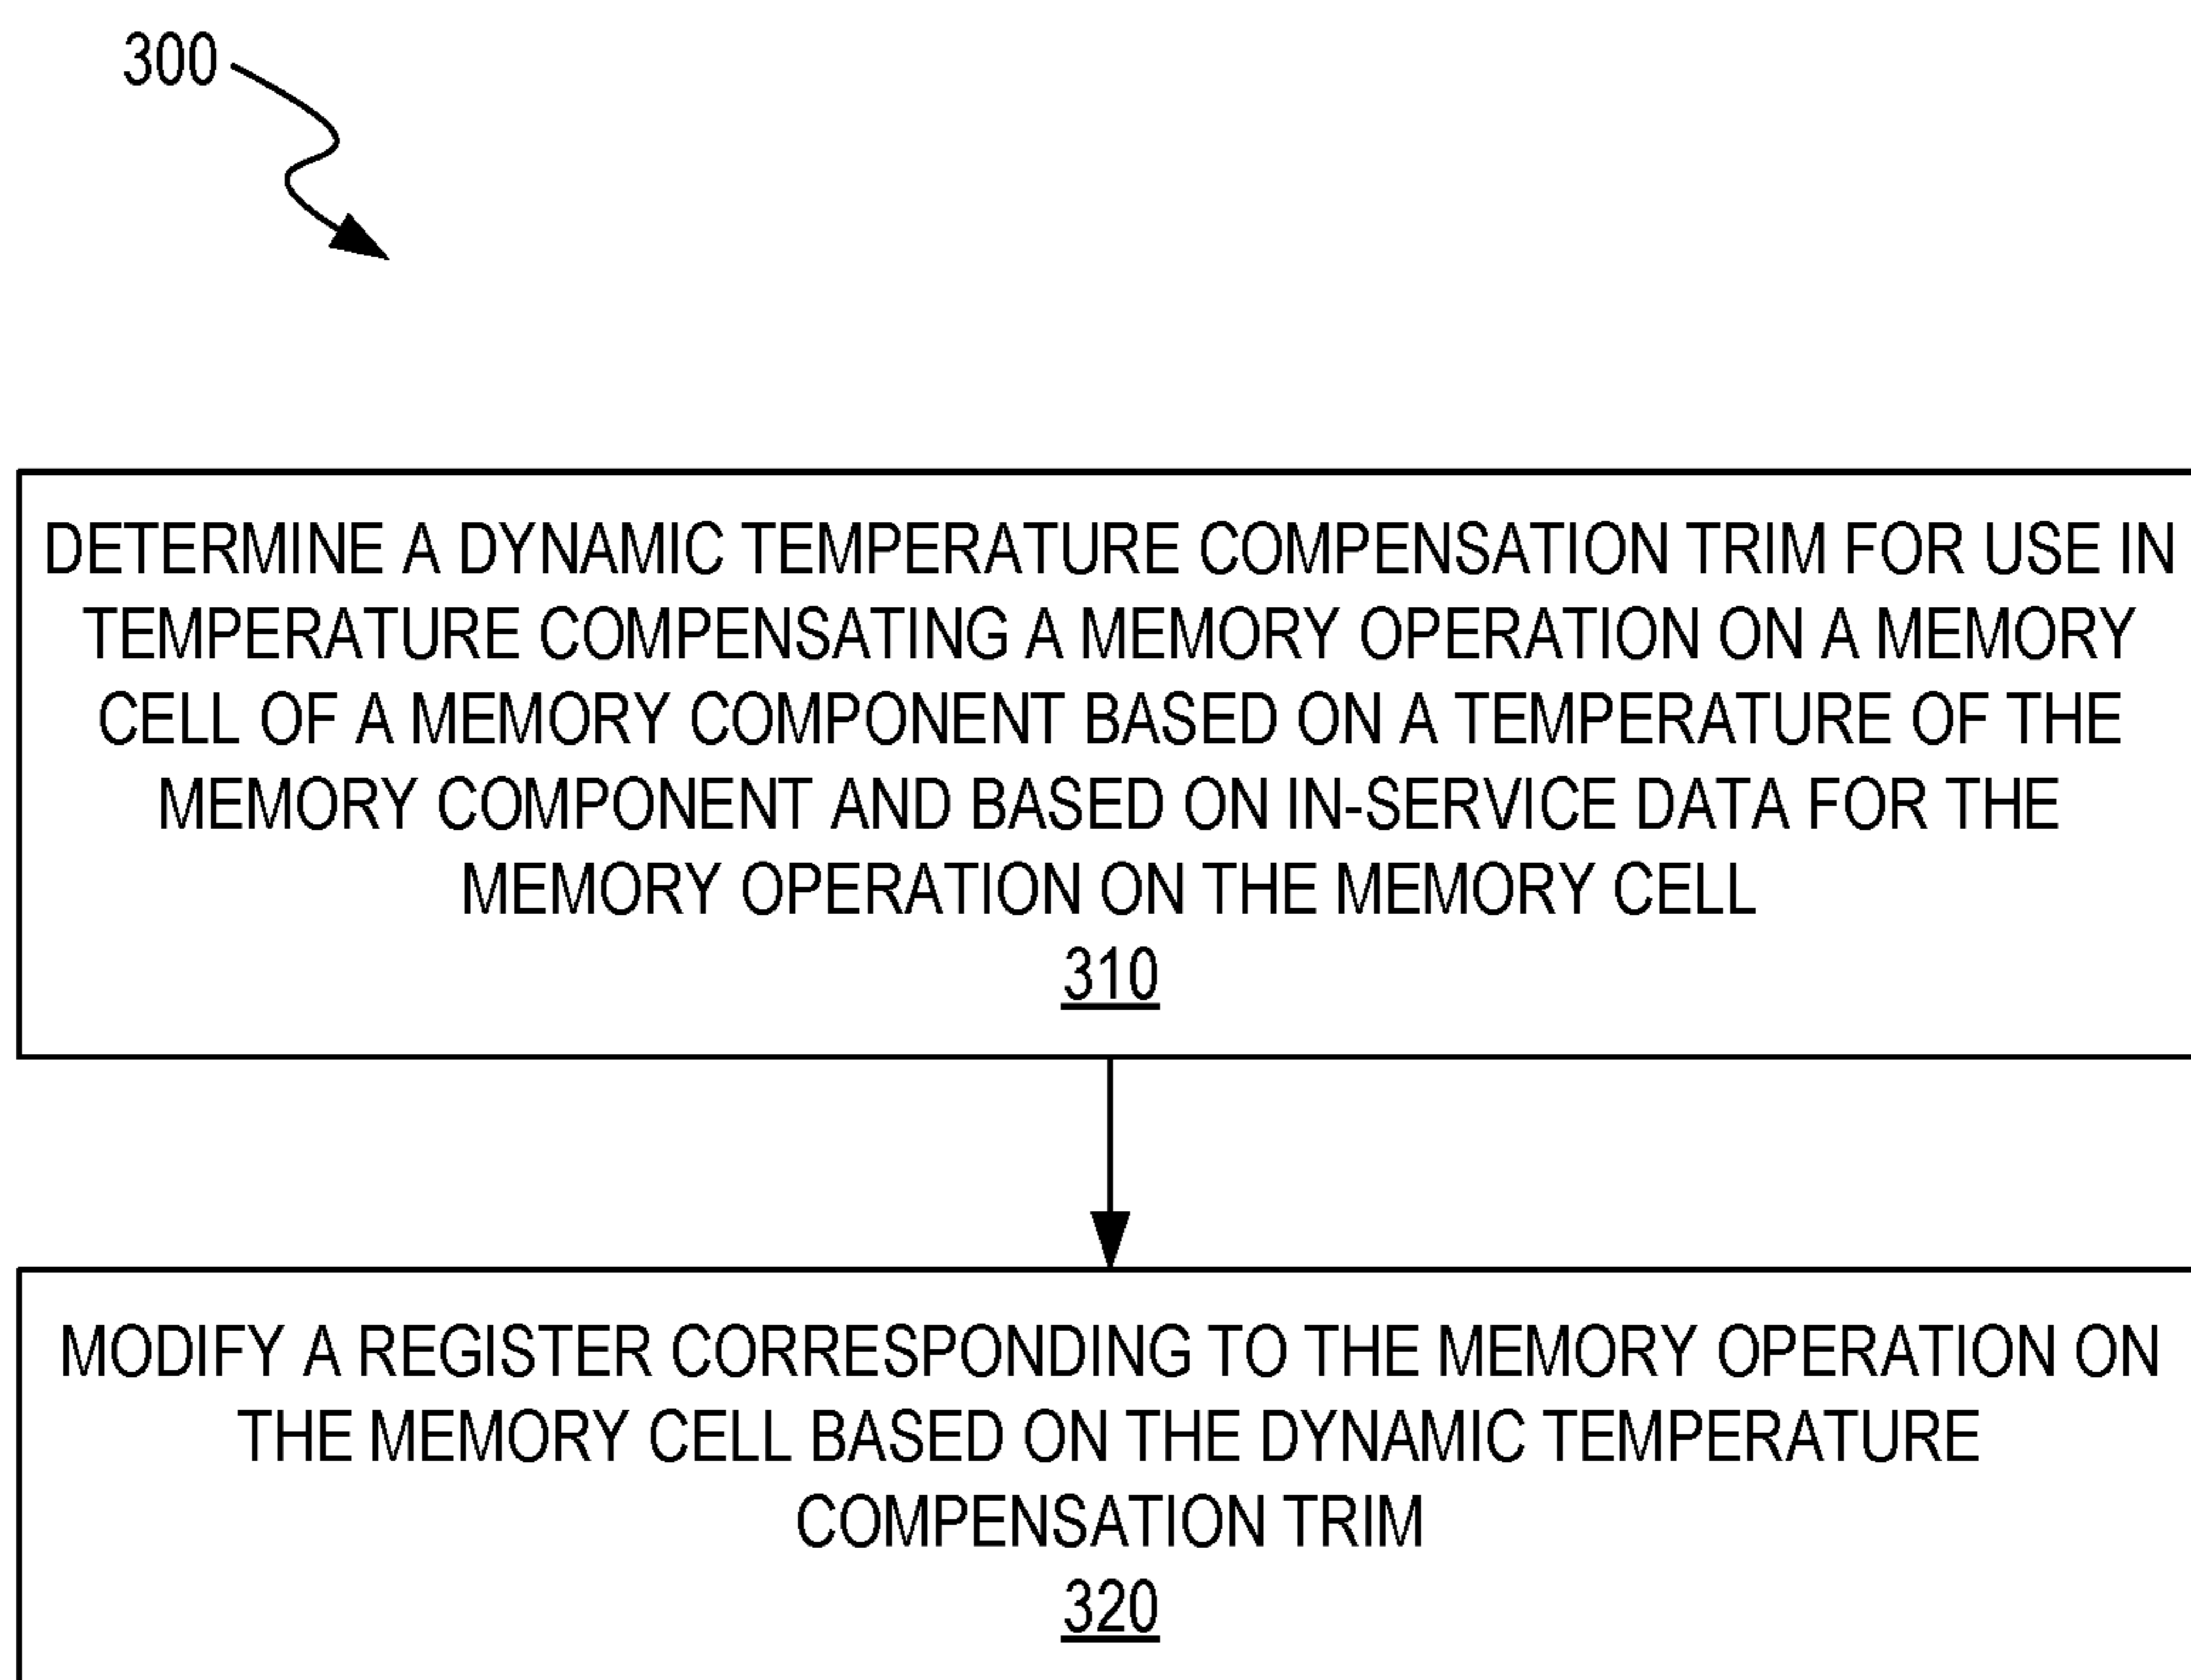 300
DETERMINE A DYNAMIC TEMPERATURE COMPENSATION TRIM FOR USE IN
TEMPERATURE COMPENSATING A MEMORY OPERATION ON A MEMORY
CELL OF A MEMORY COMPONENT BASED ON A TEMPERATURE OF THE
MEMORY COMPONENT AND BASED ON IN-SERVICE DATA FOR THE
MEMORY OPERATION ON THE MEMORY CELL
310
MODIFY A REGISTER CORRESPONDING TO THE MEMORY OPERATION ON
THE MEMORY CELL BASED ON THE DYNAMIC TEMPERATURE
COMPENSATION TRIM
320